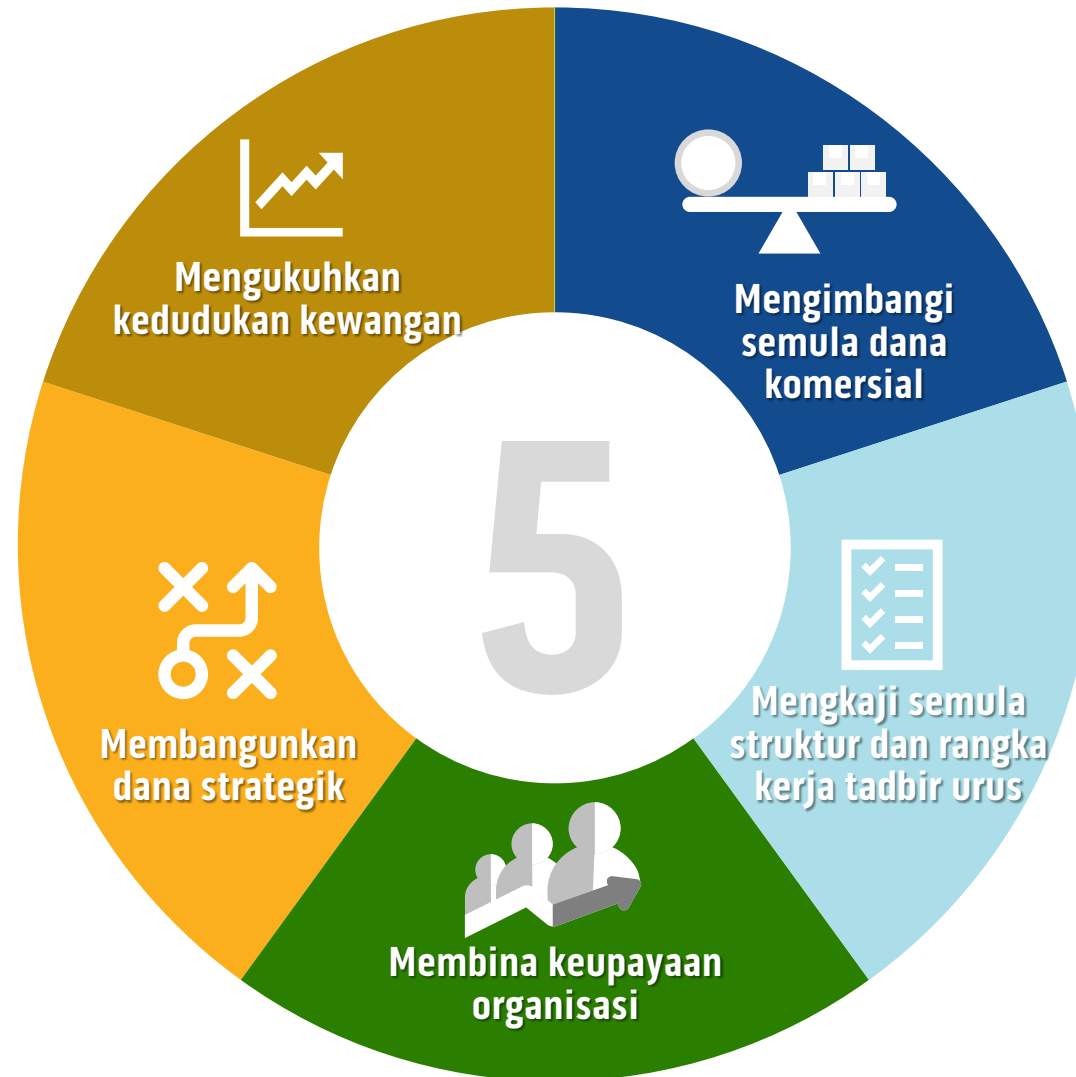 Mengukuhkan
kedudukan kewangan
Mengimbangi
semula dana
komersial
5
Mengkaji semula
struktur dan rangka
kerja tadbir urus
Membangunkan
dana strategik
Membina keupayaan
organisasi